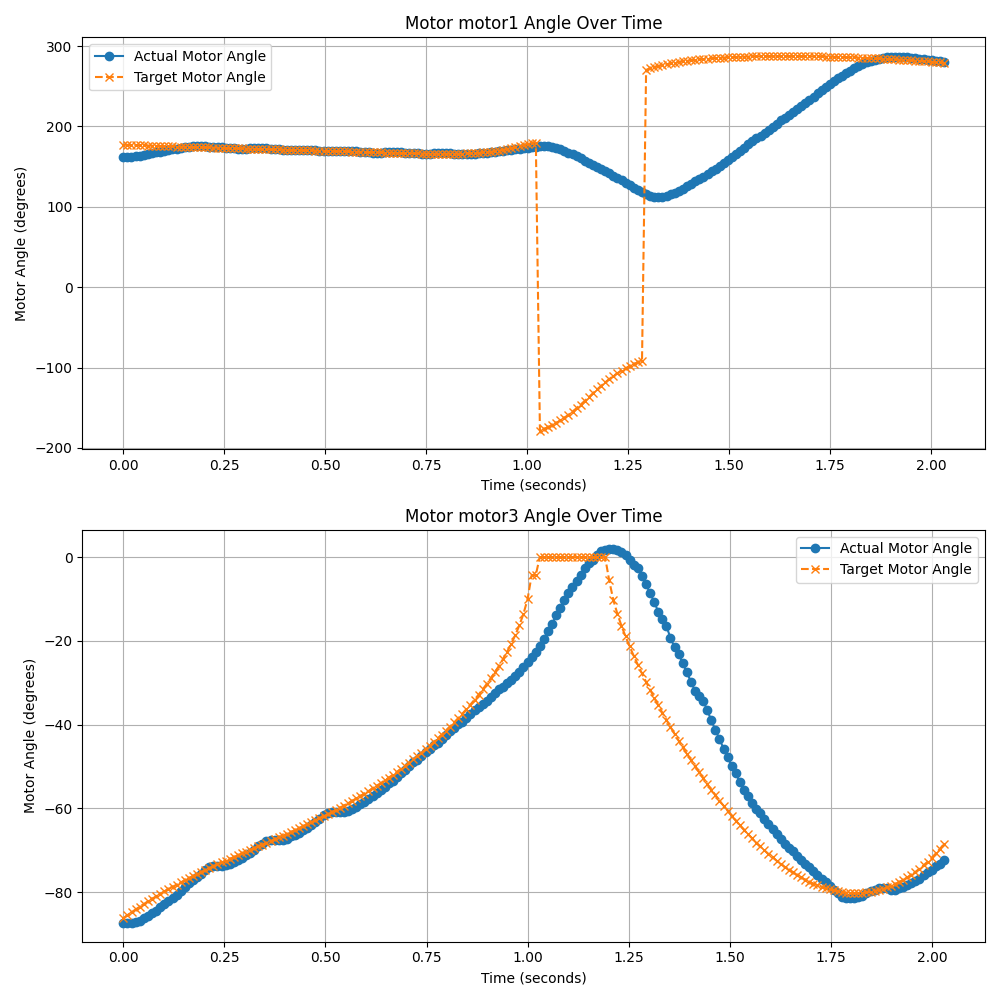 Motor motor1 Angle Over Time
Actual Motor Angle
Target Motor Angle
Motor Angle (degrees)
300
200
100
0
−100
−200
0.00 0.25 0.50 0.75 1.00 1.25 1.50 1.75 2.00
Time (seconds)
Motor motor3 Angle Over Time
Actual Motor Angle
Target Motor Angle
Motor Angle (degrees)
0
−20
−40
−60
−80
0.00 0.25 0.50 0.75 1.00 1.25 1.50 1.75 2.00
Time (seconds)